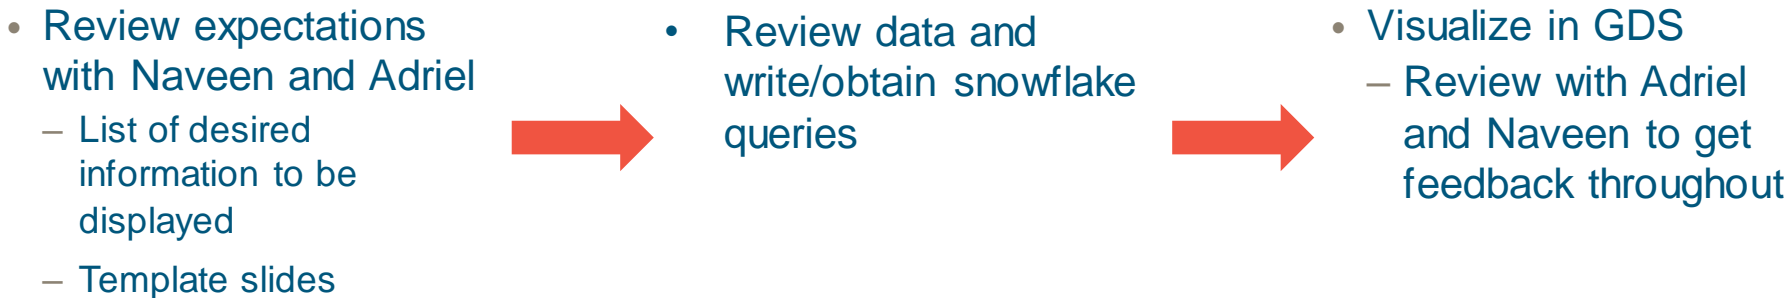 • Review expectations
with Naveen and Adriel
– List of desired
information to be
displayed
– Template slides
• Review data and
write/obtain snowflake
queries
• Visualize in GDS
– Review with Adriel
and Naveen to get
feedback throughout